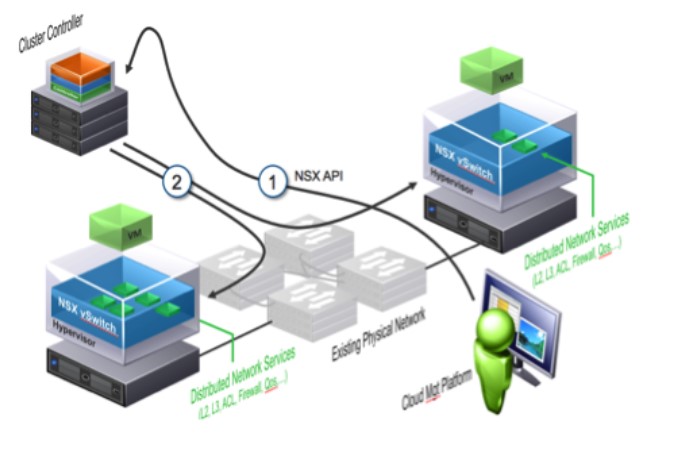 Cluster Controller
VM
NSX vSwitch
Hypervisor
1
NSX API
2
Distributed Network Services
(L2, L3, ACL, Firewall, Qos....)
VM
NSX vSwitch
Hypervisor
Existing Physical Network
Distributed Network Services
(L2, L3, ACL, Firewall, Qos....)
Cloud Mgt Platform